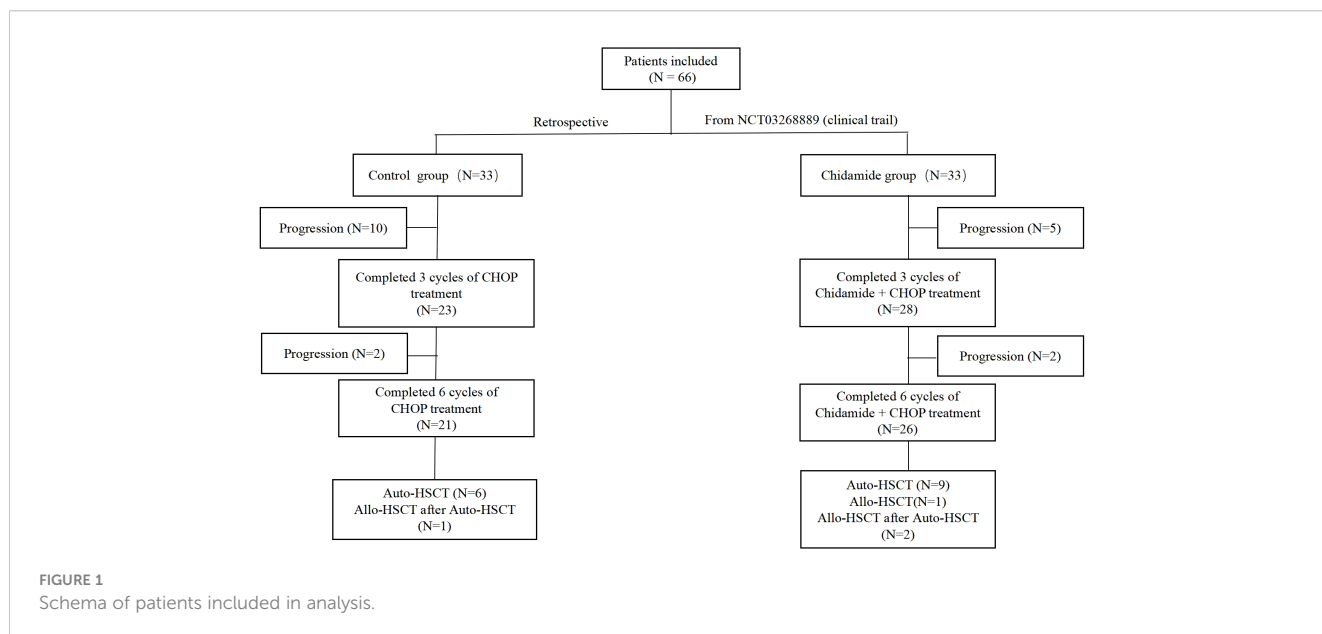 Patients included
(N = 66)
Retrospective
From NCT03268889 (clinical trail)
Control group（N=33）
Chidamide group（N=33）
Progression (N=10)
Progression (N=5)
Completed 3 cycles of CHOP
treatment
(N=23)
Completed 3 cycles of
Chidamide + CHOP treatment
(N=28)
Progression (N=2)
Progression (N=2)
Completed 6 cycles of
CHOP treatment
(N=21)
Completed 6 cycles of
Chidamide + CHOP treatment
(N=26)
Auto-HSCT (N=6)
Allo-HSCT after Auto-HSCT
(N=1)
Auto-HSCT (N=9)
Allo-HSCT(N=1)
Allo-HSCT after Auto-HSCT
(N=2)
FIGURE 1
Schema of patients included in analysis.